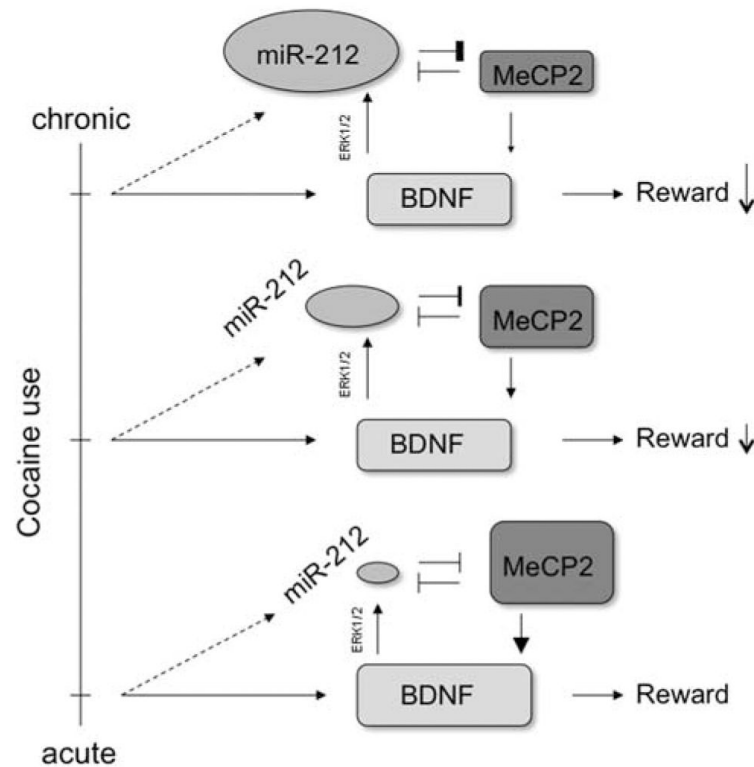 miR-212
MeCP2
chronic
ERK1/2
BDNF
Reward
miR-212
MeCP2
ERK1/2
BDNF
Reward
Cocaine use
miR-212
MeCP2
ERK1/2
BDNF
Reward
acute